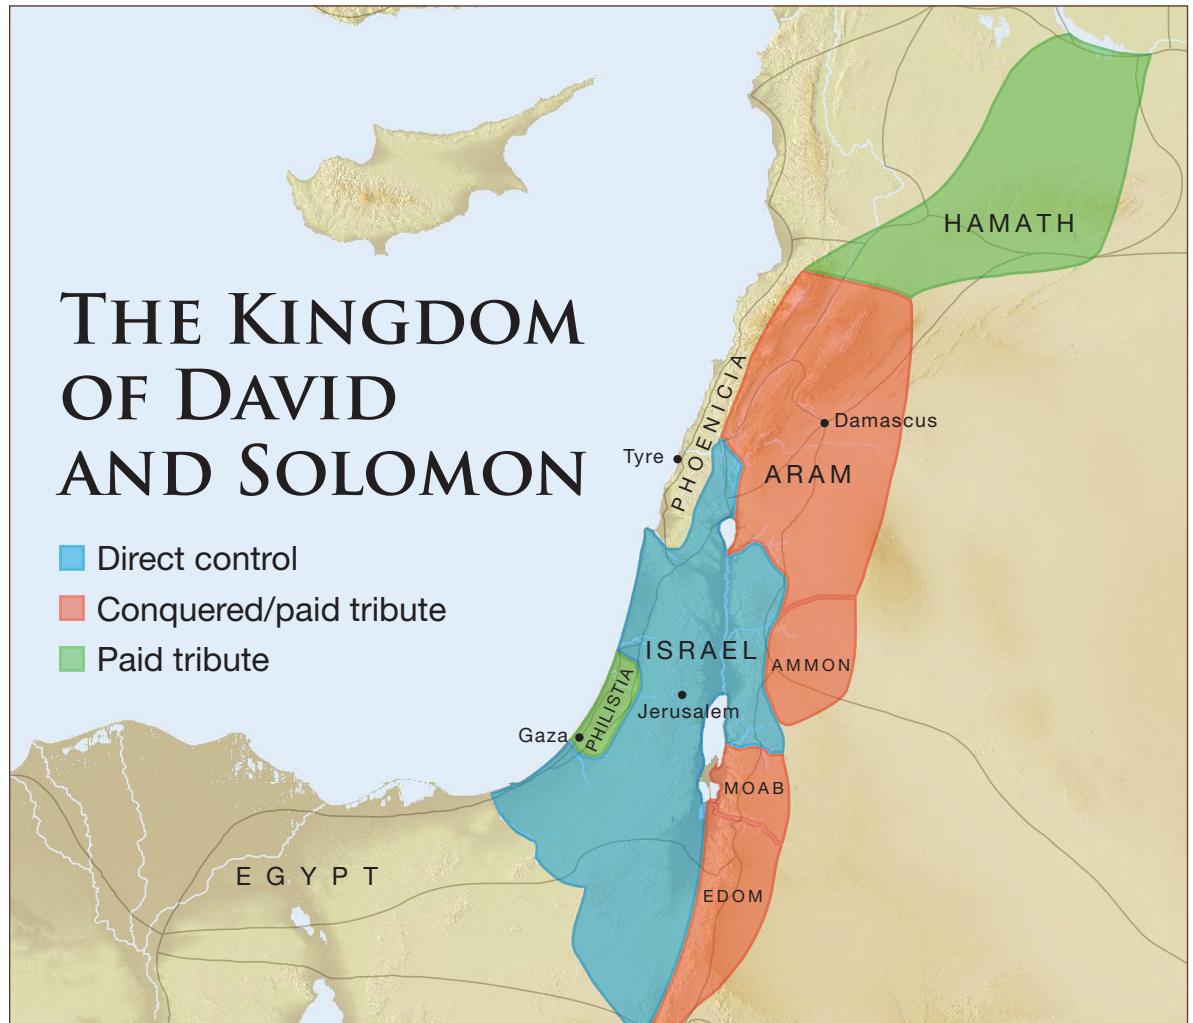 THE KINGDOM
OF DAVID
AND SOLOMON
Direct control
Conquered/paid tribute
Paid tribute
HAMATH
PHOENICIA
Damascus
Tyre
ARAM
ISRAEL
AMMON
PHILISTIA
Jerusalem
Gaza
MOAB
EGYPT
EDOM